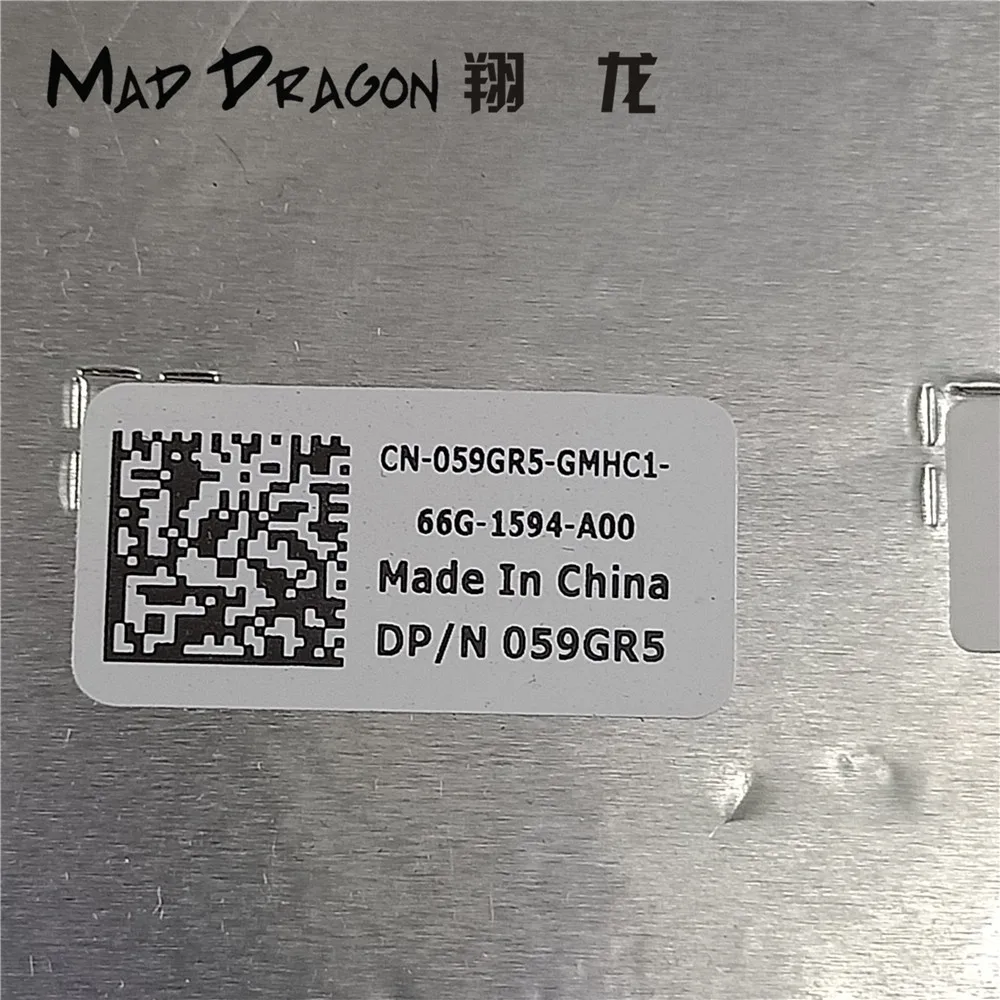 MAD DRAGON 翔 龙
CN-059GR5-GMHC1-
66G-1594-A00
Made In China
DP/N 059GR5